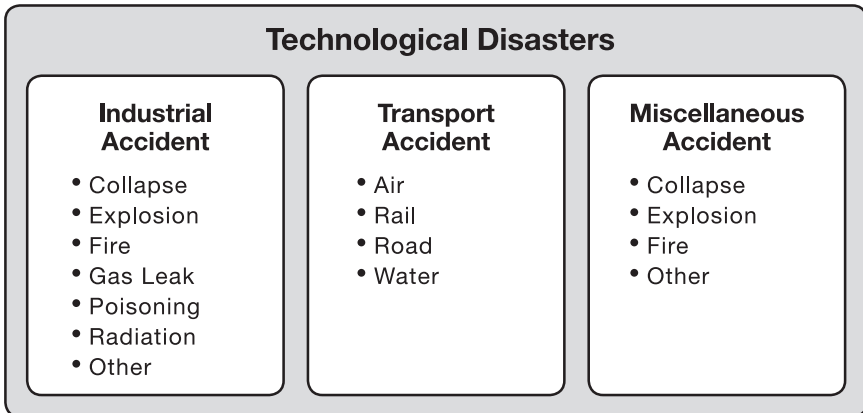 Technological Disasters
Industrial
Accident
• Collapse
• Explosion
• Fire
• Gas Leak
• Poisoning
• Radiation
• Other
Transport
Accident
• Air
• Rail
• Road
• Water
Miscellaneous
Accident
• Collapse
• Explosion
• Fire
• Other